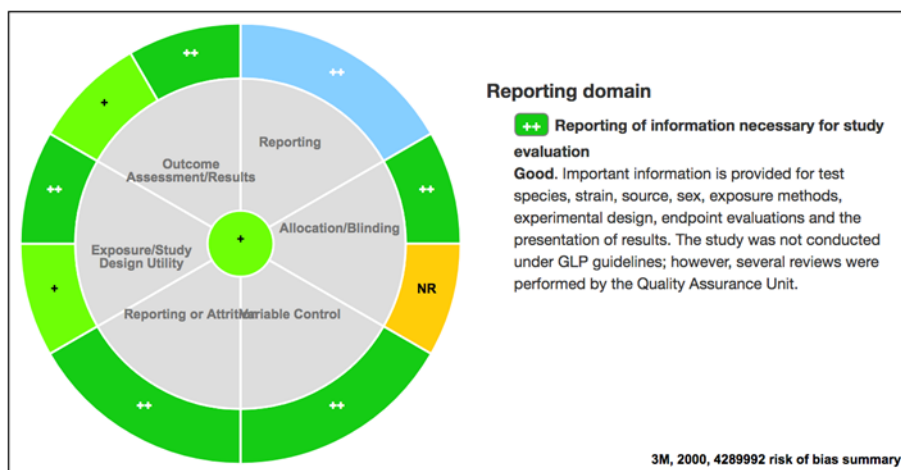 ++
++
+
++
Reporting
Outcome
Assessment/Results
++
++
Allocation/Blinding
+
Exposure/Study
Design Utility
+
NR
Reporting or Attrition
Variable Control
++
++
Reporting domain
++ Reporting of information necessary for study
evaluation
Good. Important information is provided for test
species, strain, source, sex, exposure methods,
experimental design, endpoint evaluations and the
presentation of results. The study was not conducted
under GLP guidelines; however, several reviews were
performed by the Quality Assurance Unit.
3M, 2000, 4289992 risk of bias summary